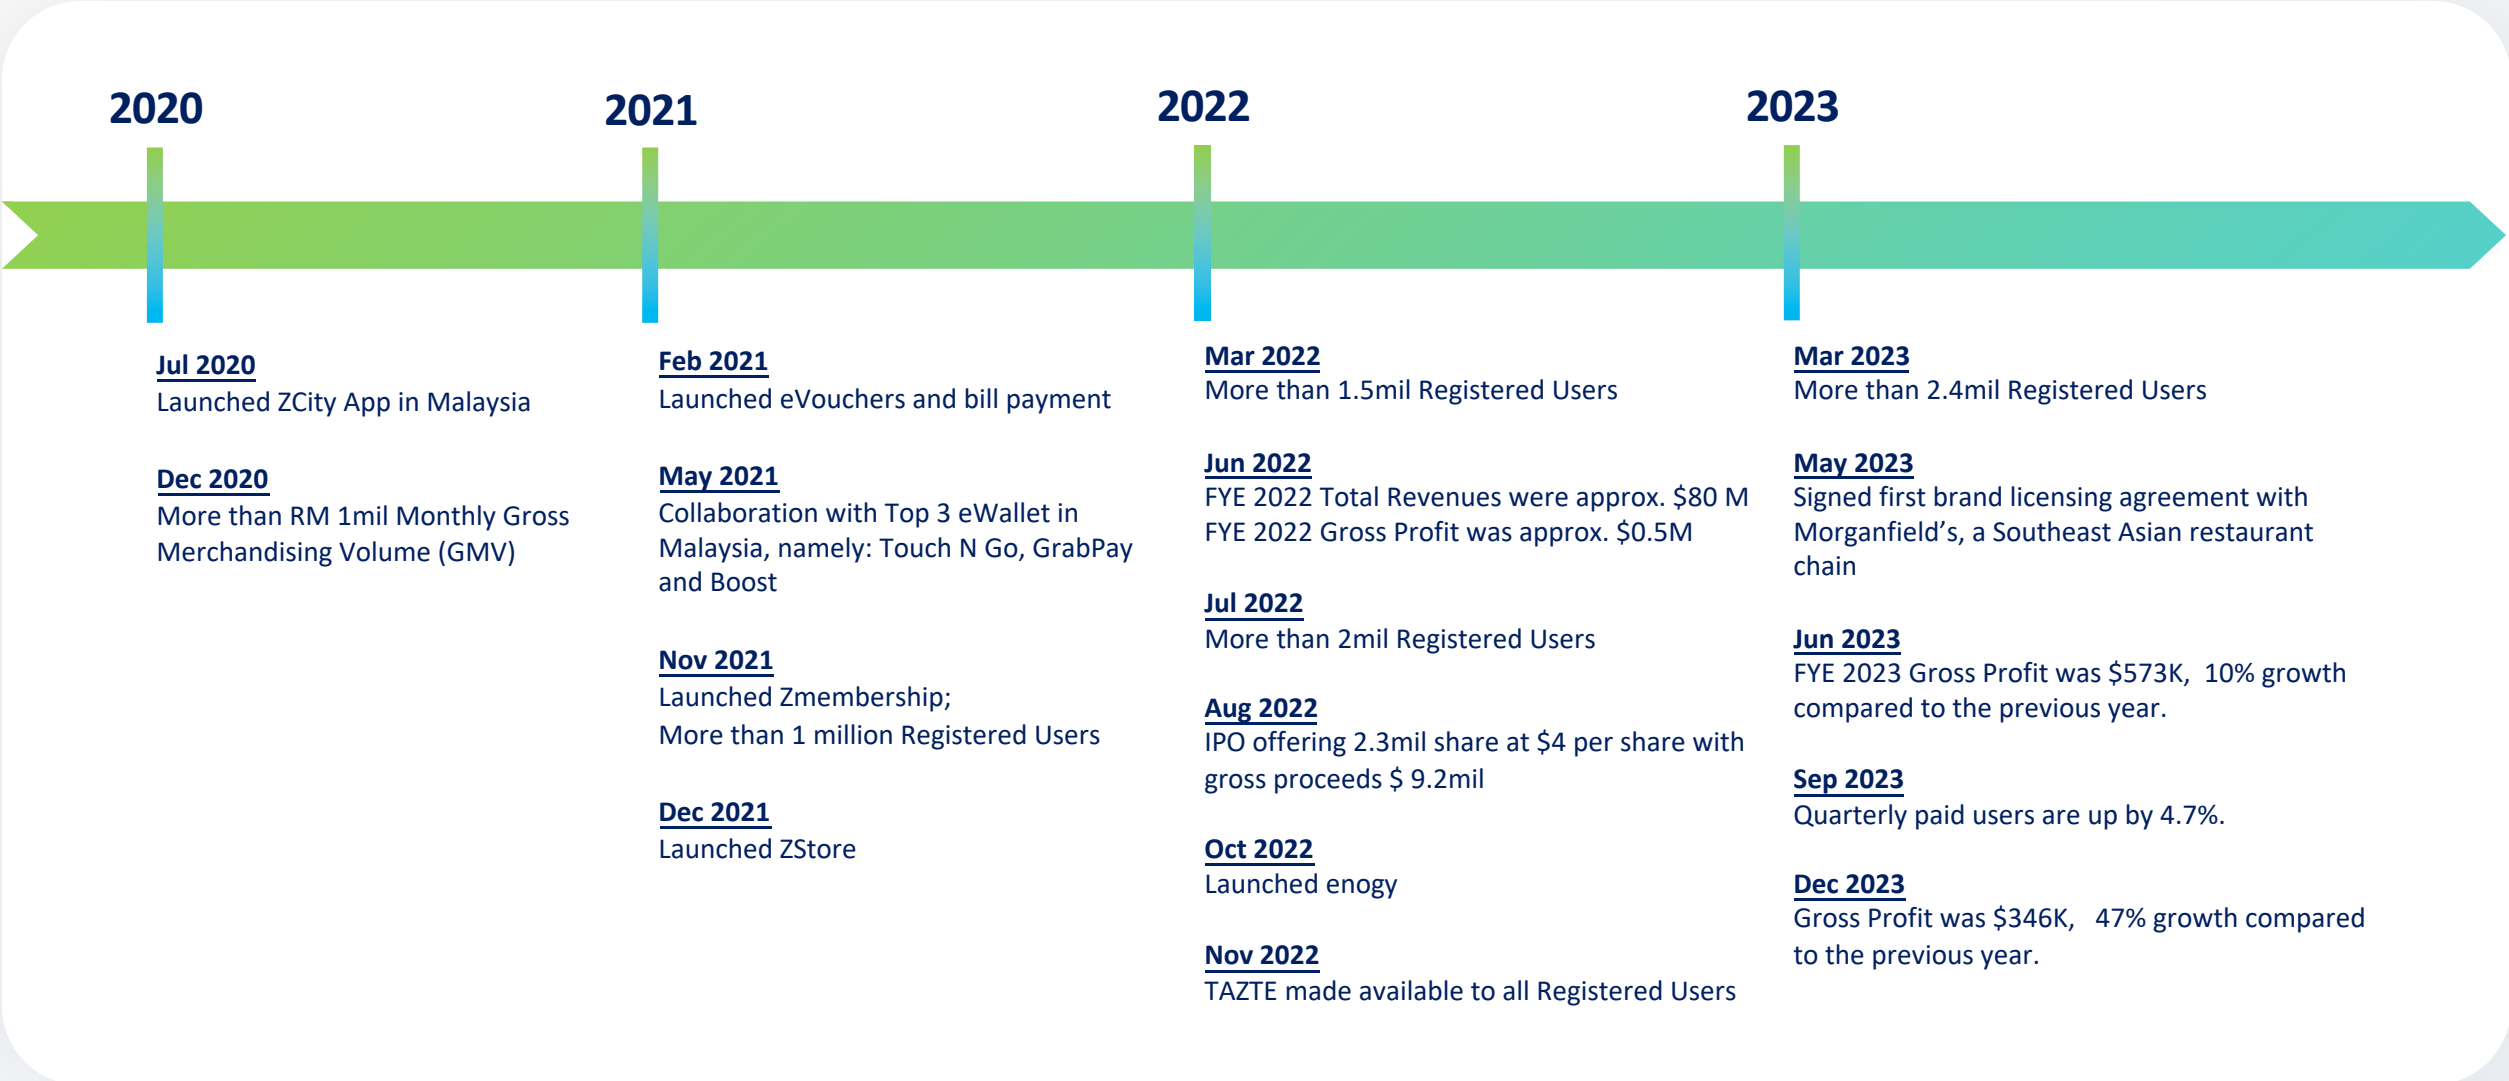 2020
2021
2022
2023
Jul 2020
Launched ZCity App in Malaysia
Dec 2020
More than RM 1mil Monthly Gross
Merchandising Volume (GMV)
Feb 2021
Launched eVouchers and bill payment
May 2021
Collaboration with Top 3 eWallet in
Malaysia, namely: Touch N Go, GrabPay
and Boost
Nov 2021
Launched Zmembership;
More than 1 million Registered Users
Dec 2021
Launched ZStore
Mar 2022
More than 1.5mil Registered Users
Jun 2022
FYE 2022 Total Revenues were approx. $80 M
FYE 2022 Gross Profit was approx. $0.5M
Jul 2022
More than 2mil Registered Users
Aug 2022
IPO offering 2.3mil share at $4 per share with
gross proceeds $ 9.2mil
Oct 2022
Launched enogy
Nov 2022
TAZTE made available to all Registered Users
Mar 2023
More than 2.4mil Registered Users
May 2023
Signed first brand licensing agreement with
Morganfield’s, a Southeast Asian restaurant
chain
Jun 2023
FYE 2023 Gross Profit was $573K,  10% growth
compared to the previous year.
Sep 2023
Quarterly paid users are up by 4.7%.
Dec 2023
Gross Profit was $346K,   47% growth compared
to the previous year.